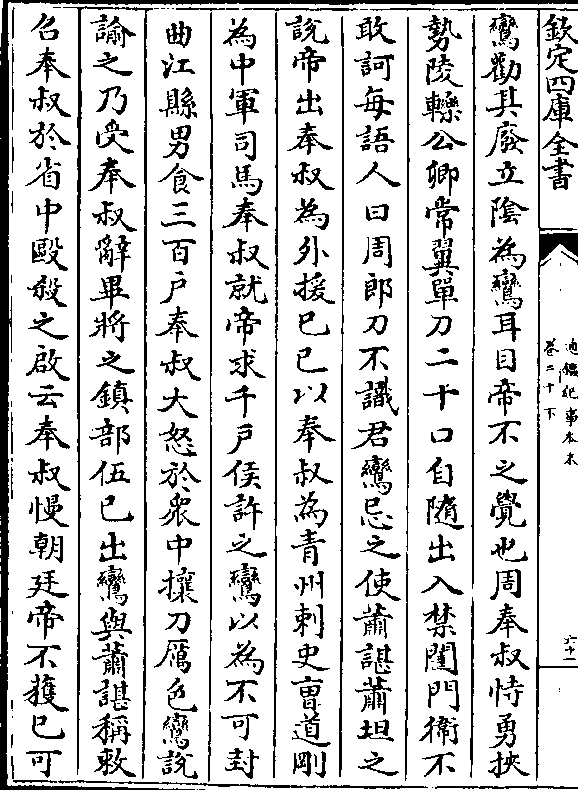 欽定四庫全書
通鑑紀事本末
卷二十下
六十一
鸞勸其廢立陰為鸞耳目帝不之覺也周奉叔恃勇挾
勢陵轢公卿常翼單刀二十口自隨出入禁闥門衛不
敢訶每語人曰周郎刀不識君鸞忌之使蕭諶蕭坦之
說帝出奉叔為外援已巳以奉叔為青州刺史曹道剛
為中軍司馬奉叔就帝求千戶侯許之鸞以為不可封
曲江縣男食三百戶奉叔大怒於衆中攘刀厲色鸞說
諭之乃受奉叔辭畢將之鎮部伍已出鸞與蕭諶稱敕
召奉叔於省中毆殺之啟云奉叔慢朝廷帝不獲已可